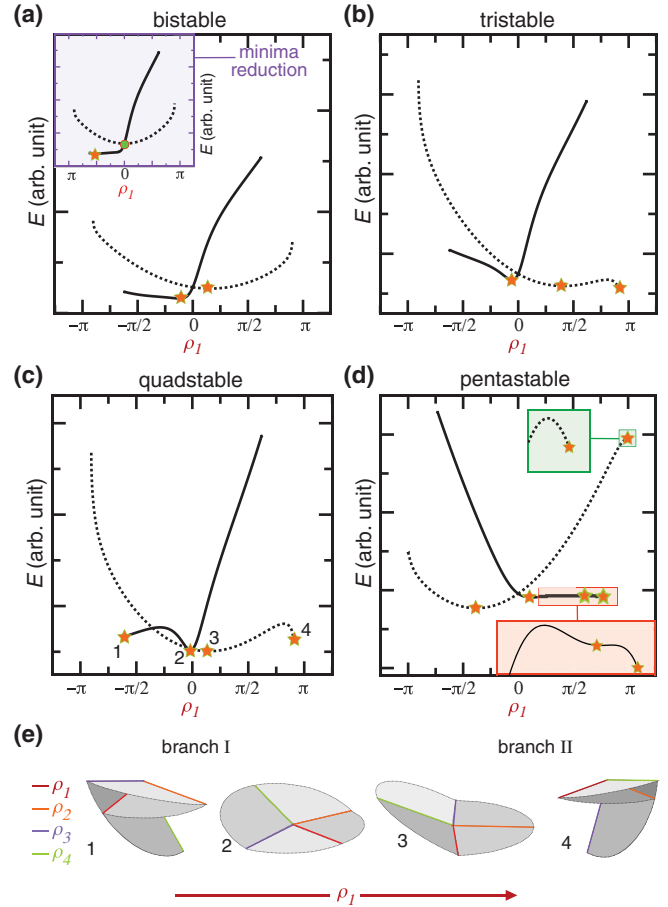 (a) bistable
minima
reduction
E (arb. unit)
π 0 π
ρ1
E (arb. unit)
−π −π/2 0 π/2 π
ρ1
(b) tristable
E (arb. unit)
−π −π/2 0 π/2 π
ρ1
(c) quadstable
E (arb. unit)
1 2 3 4
−π −π/2 0 π/2 π
ρ1
(d) pentastable
E (arb. unit)
−π −π/2 0 π/2 π
ρ1
(e)
branch I branch II
ρ1
ρ2
ρ3
ρ4
1 2 3 4
ρ1